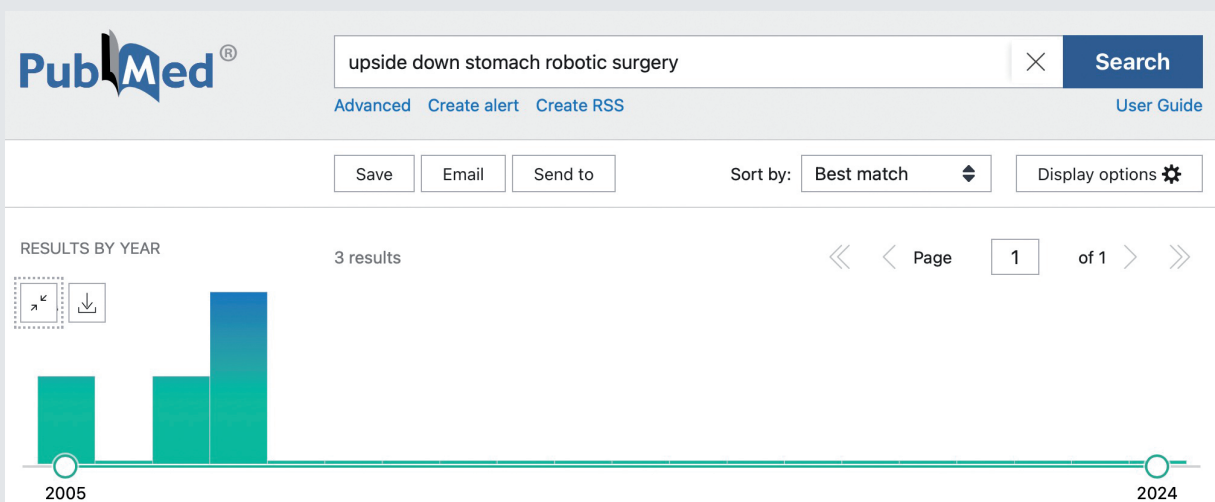 PubMed®
upside down stomach robotic surgery
Search
Advanced Create alert Create RSS
User Guide
Save Email Send to
Sort by: Best match
Display options
RESULTS BY YEAR
3 results
Page 1 of 1
2005
2024